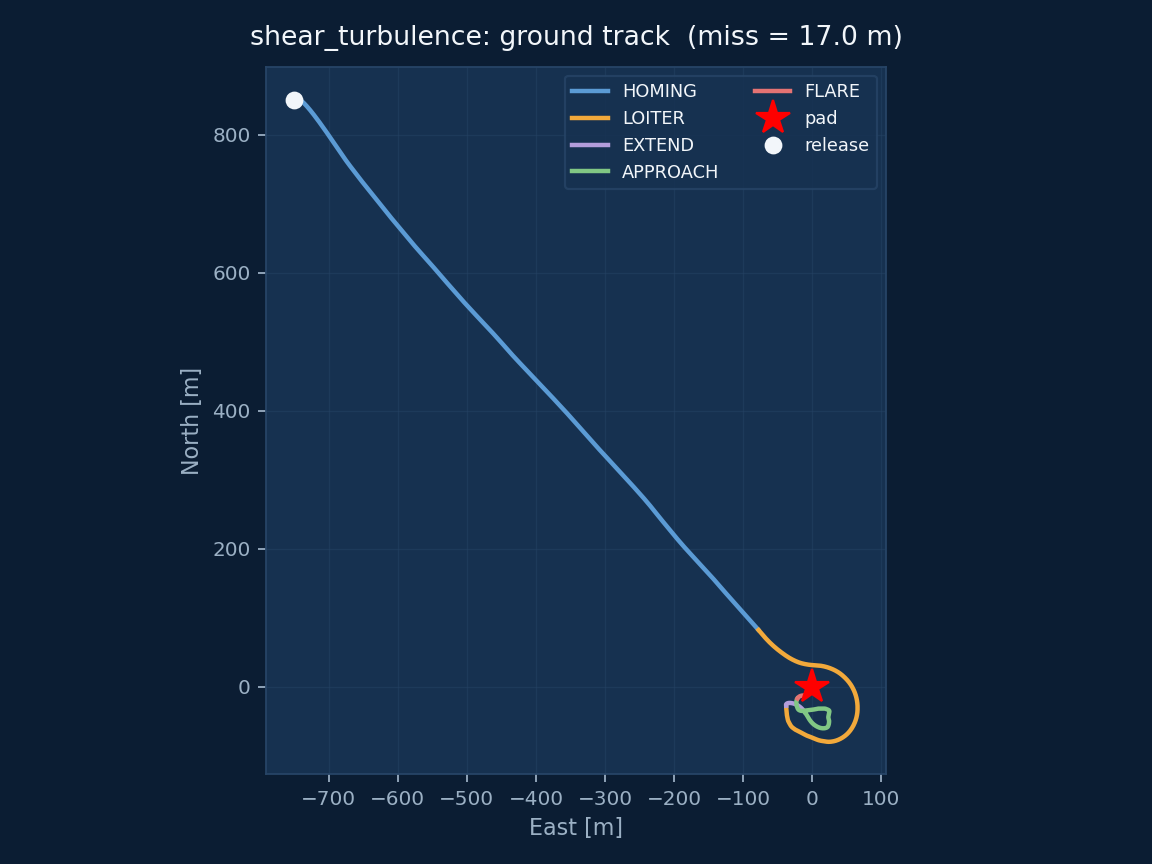 shear_turbulence: ground track  (miss = 17.0 m)
HOMING
LOITER
EXTEND
APPROACH
FLARE
pad
release
North [m]
800
600
400
200
0
−700 −600 −500 −400 −300 −200 −100 0 100
East [m]